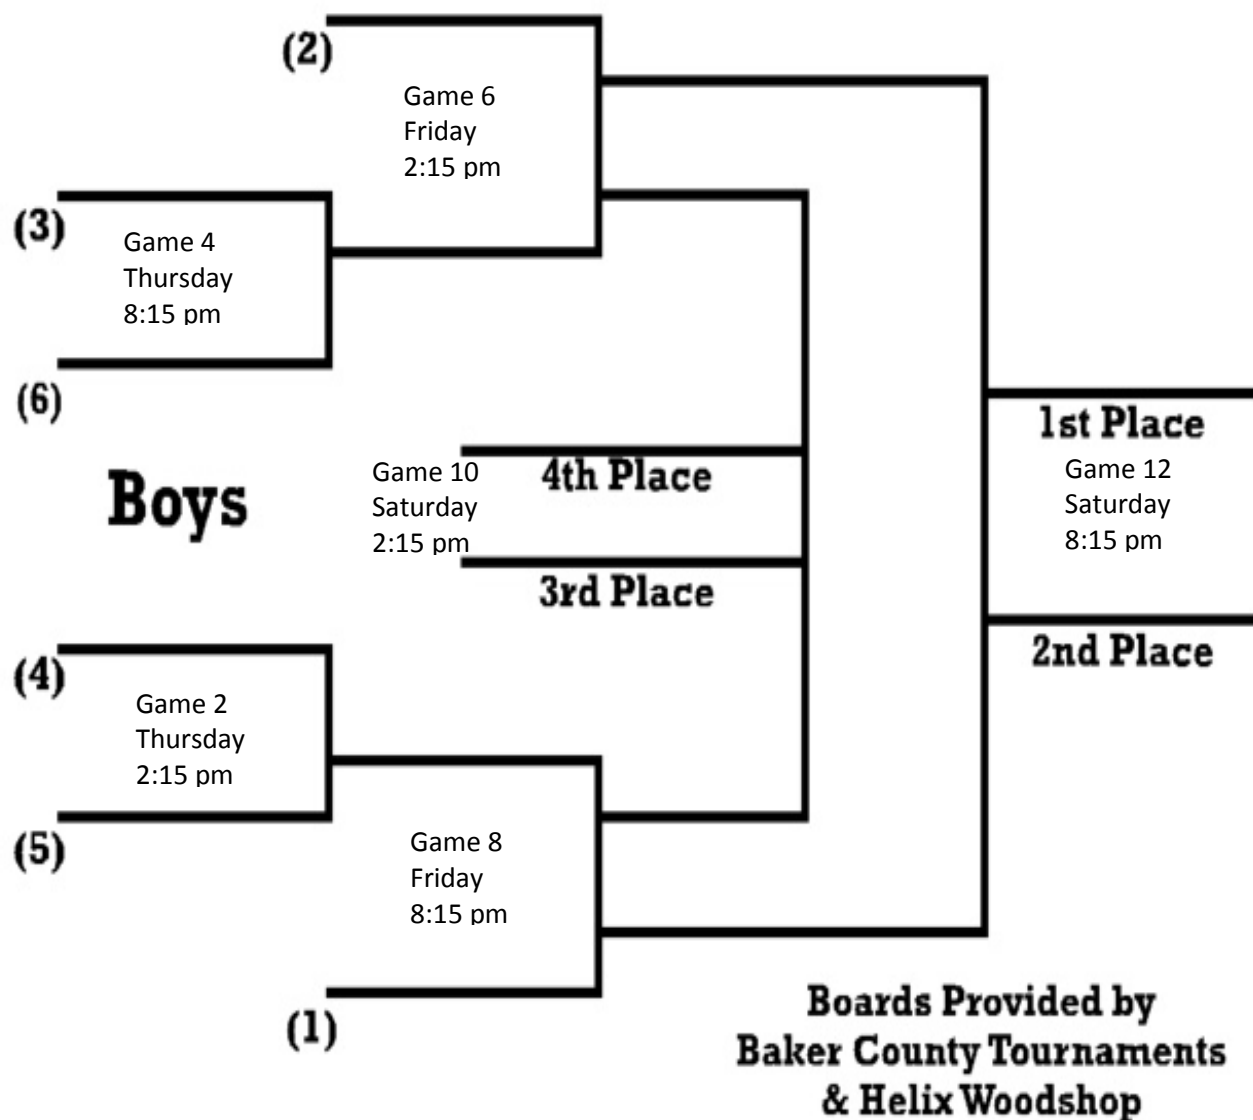 (2)
Game 6
Friday
2:15 pm
(3)
Game 4
Thursday
8:15 pm
(6)
Boys
Game 10
Saturday
2:15 pm
4th Place
3rd Place
1st Place
Game 12
Saturday
8:15 pm
2nd Place
(4)
Game 2
Thursday
2:15 pm
(5)
Game 8
Friday
8:15 pm
(1)
Boards Provided by
Baker County Tournaments
& Helix Woodshop